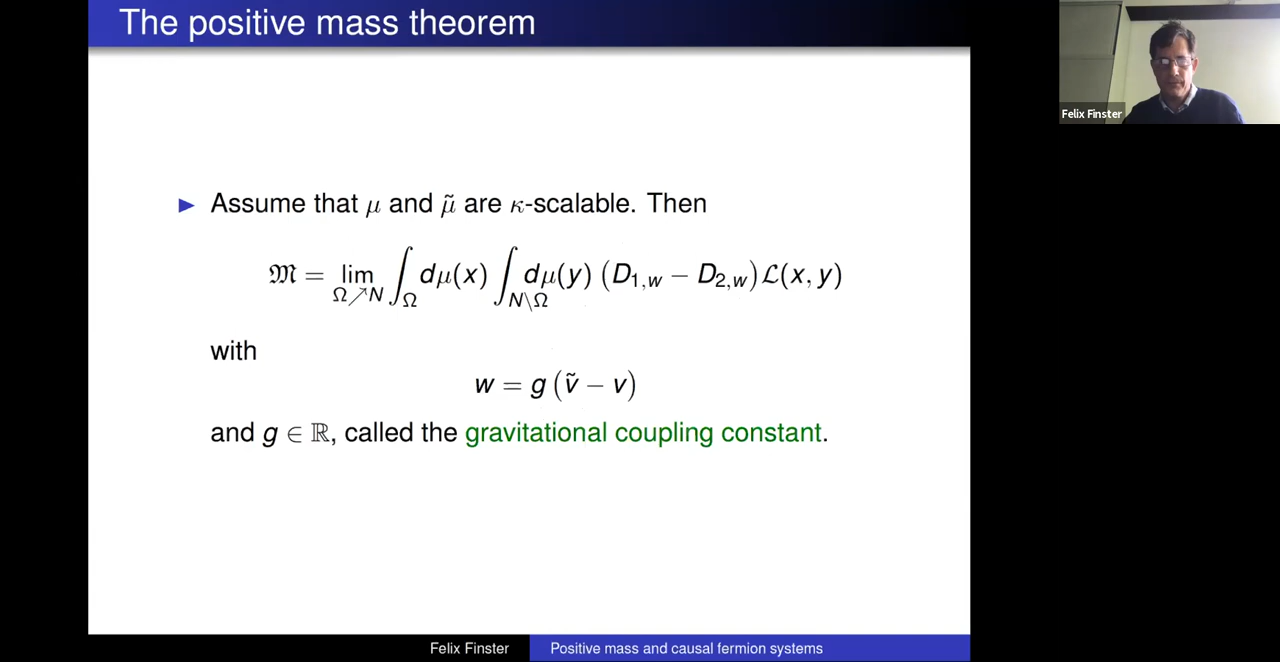 The positive mass theorem
Felix Finster
▶ Assume that μ and μ̃ are κ-scalable. Then
𝔐 = lim_{Ω↗N} ∫_Ω dμ(x) ∫_{N\Ω} dμ(y) (D_{1,w} − D_{2,w}) ℒ(x, y)
with
w = g (ṽ − v)
and g ∈ ℝ, called the gravitational coupling constant.
Felix Finster Positive mass and causal fermion systems